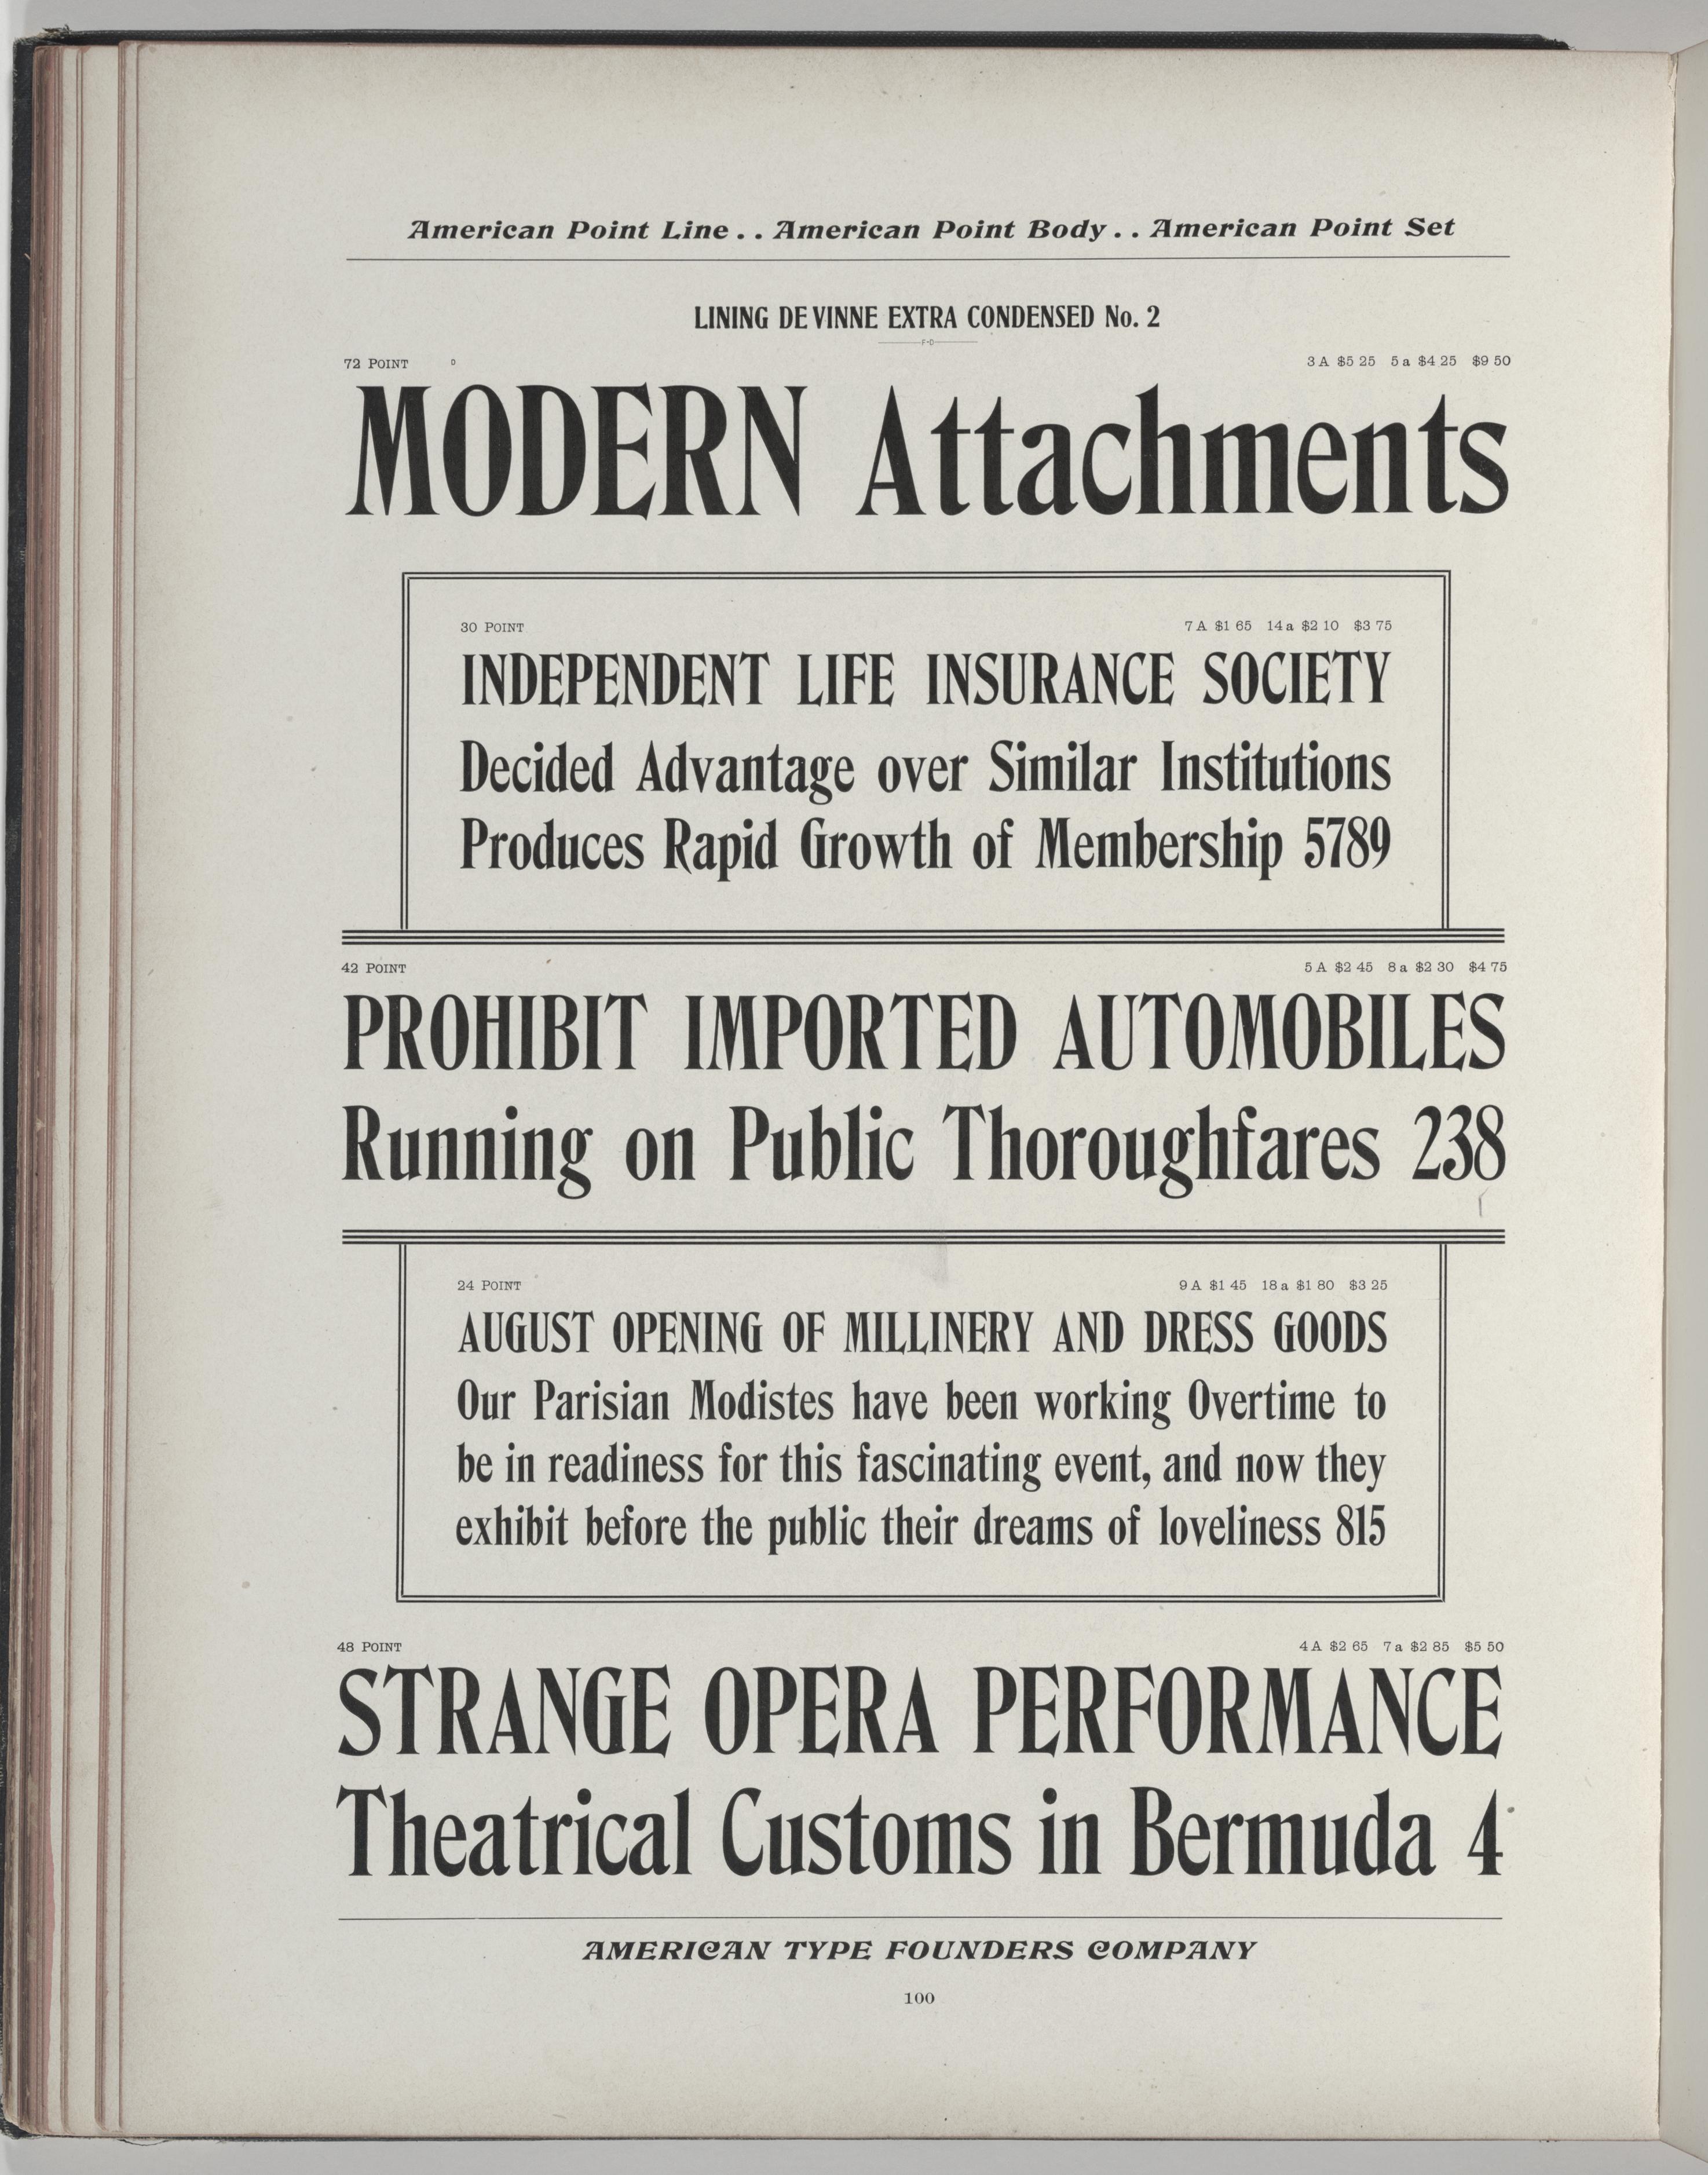 American Point Line . . American Point Body . . American Point Set
LINING DE VINNE EXTRA CONDENSED No. 2
F-D
72 POINT D 3 A $5 25 5 a $4 25 $9 50
MODERN Attachments
30 POINT 7 A $1 65 14 a $2 10 $3 75
INDEPENDENT LIFE INSURANCE SOCIETY
Decided Advantage over Similar Institutions
Produces Rapid Growth of Membership 5789
42 POINT 5 A $2 45 8 a $2 30 $4 75
PROHIBIT IMPORTED AUTOMOBILES
Running on Public Thoroughfares 238
24 POINT 9 A $1 45 18 a $1 80 $3 25
AUGUST OPENING OF MILLINERY AND DRESS GOODS
Our Parisian Modistes have been working Overtime to
be in readiness for this fascinating event, and now they
exhibit before the public their dreams of loveliness 815
48 POINT 4 A $2 65 7 a $2 85 $5 50
STRANGE OPERA PERFORMANCE
Theatrical Customs in Bermuda 4
AMERICAN TYPE FOUNDERS COMPANY
100